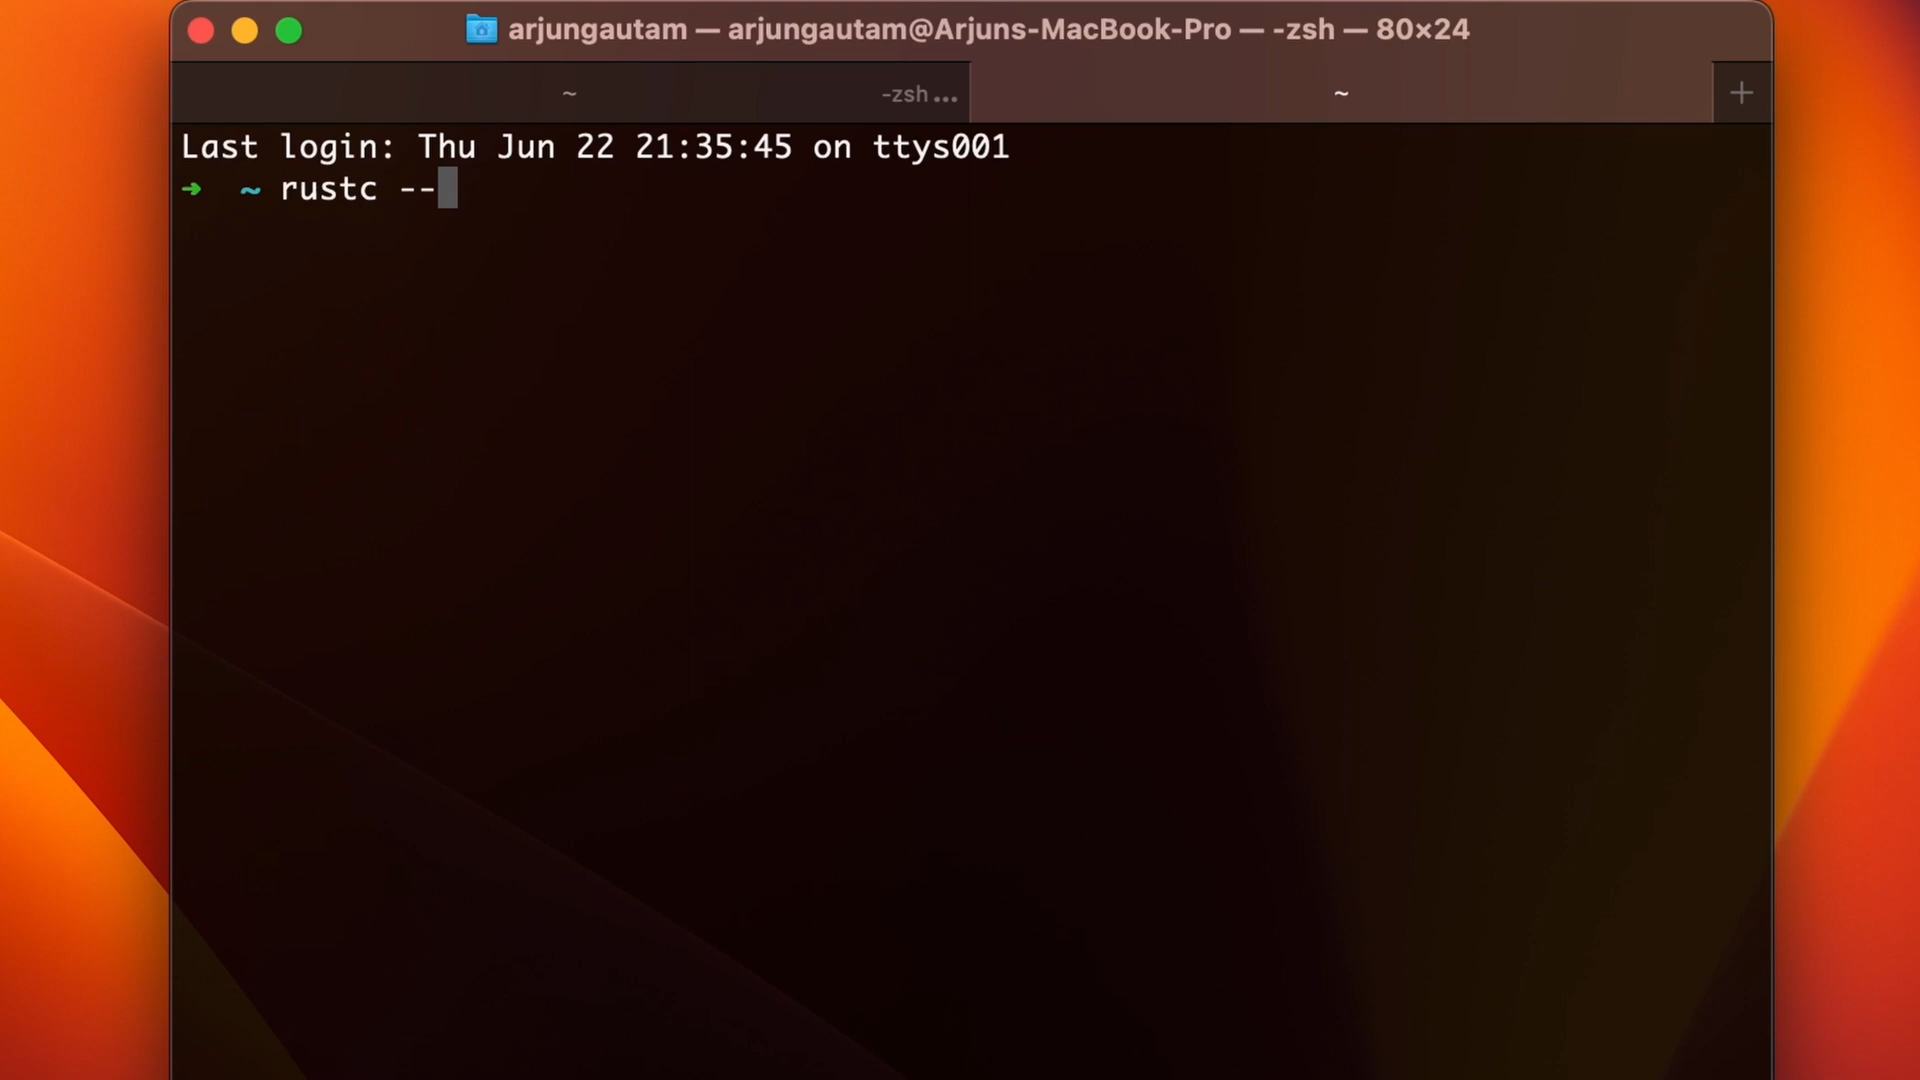 arjungautam — arjungautam@Arjuns-MacBook-Pro — -zsh — 80×24
~ -zsh... ~ +
Last login: Thu Jun 22 21:35:45 on ttys001
➜ ~ rustc --